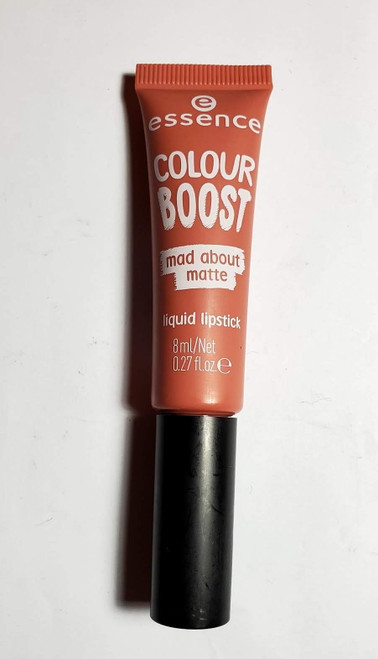 e
essence
COLOUR
BOOST
mad about
matte
liquid lipstick
8 ml/Net
0.27 fl.oz.℮